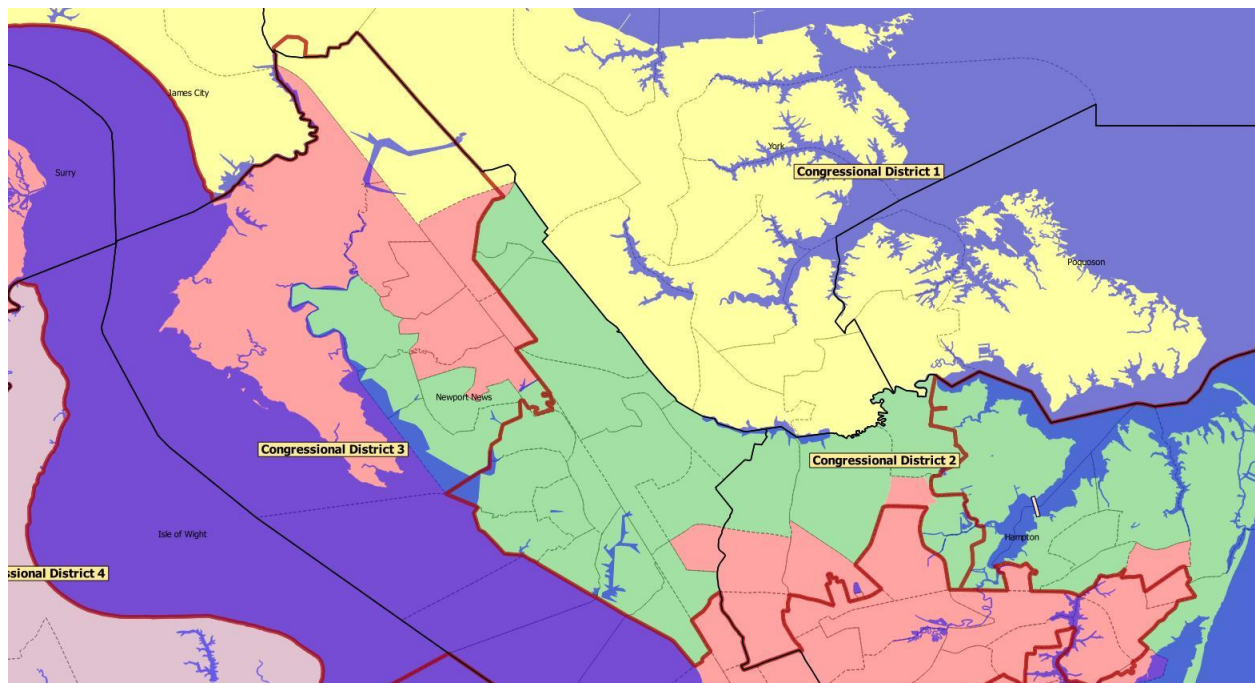 James City
York
Congressional District 1
Surry
Poquoson
Newport News
Congressional District 3
Congressional District 2
Isle of Wight
Hampton
ssional District 4